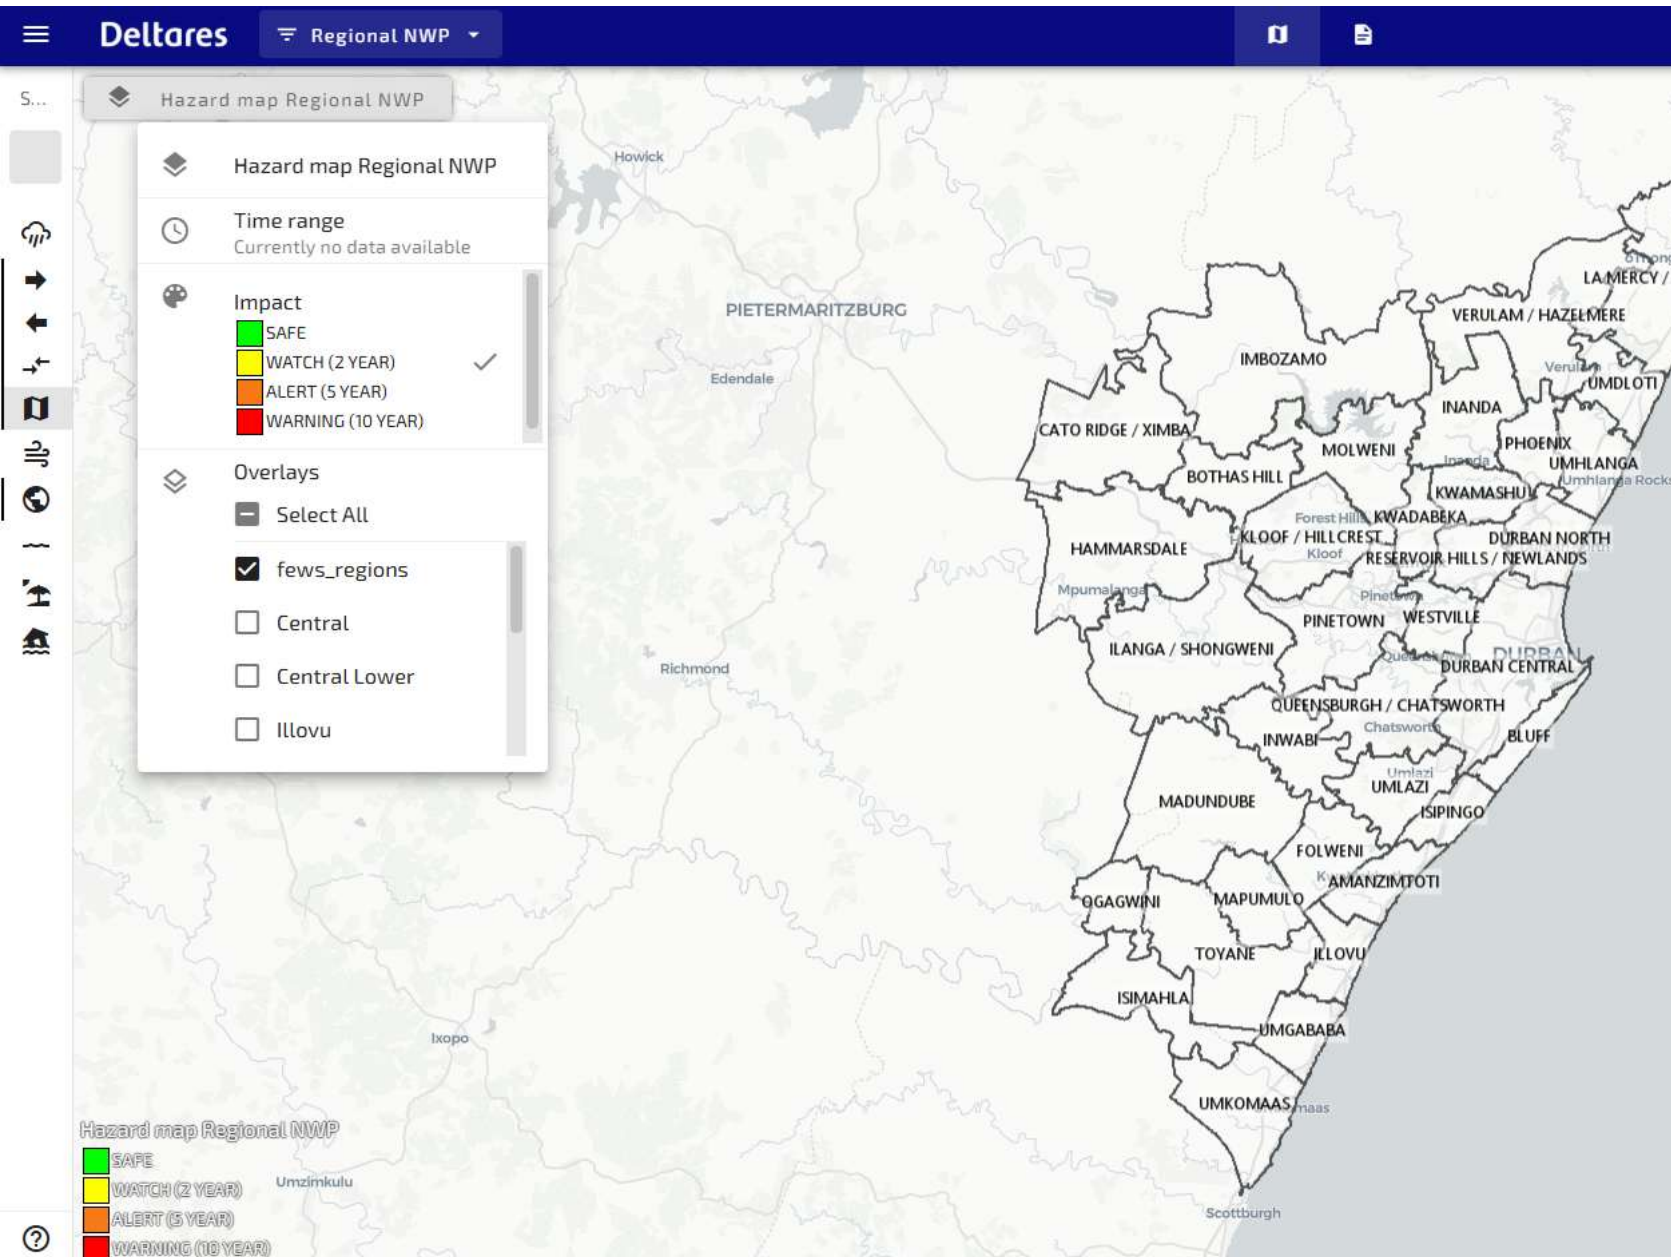 Deltares
Regional NWP
S...
Hazard map Regional NWP
Hazard map Regional NWP
Time range
Currently no data available
Impact
SAFE
WATCH (2 YEAR)
ALERT (5 YEAR)
WARNING (10 YEAR)
Overlays
Select All
fews_regions
Central
Central Lower
Illovu
Howick
PIETERMARITZBURG
Edendale
Richmond
Ixopo
Umzimkulu
Scottburgh
LA MERCY /
VERULAM / HAZELMERE
IMBOZAMO
UMDLOTI
INANDA
CATO RIDGE / XIMBA
PHOENIX
MOLWENI
UMHLANGA
Inanda
BOTHAS HILL
Umhlanga Rocks
KWAMASHU
Forest Hills
KWADABEKA
KLOOF / HILLCREST
DURBAN NORTH
HAMMARSDALE
Kloof
RESERVOIR HILLS / NEWLANDS
Mpumalanga
PINETOWN
WESTVILLE
ILANGA / SHONGWENI
DURBAN
DURBAN CENTRAL
QUEENSBURGH / CHATSWORTH
Chatsworth
INWABI
BLUFF
Umlazi
UMLAZI
MADUNDUBE
ISIPINGO
FOLWENI
AMANZIMTOTI
OGAGWINI
MAPUMULO
TOYANE
ILLOVU
ISIMAHLA
UMGABABA
UMKOMAAS
Hazard map Regional NWP
SAFE
WATCH (2 YEAR)
ALERT (5 YEAR)
WARNING (10 YEAR)